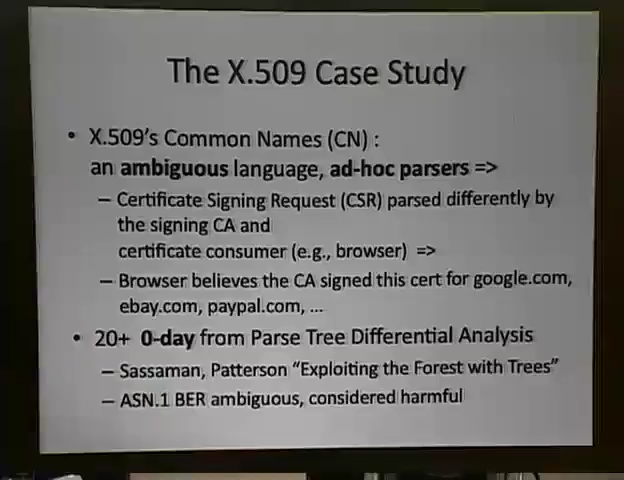 The X.509 Case Study
• X.509's Common Names (CN) :
an ambiguous language, ad-hoc parsers =>
– Certificate Signing Request (CSR) parsed differently by
the signing CA and
certificate consumer (e.g., browser) =>
– Browser believes the CA signed this cert for google.com,
ebay.com, paypal.com, ...
• 20+ 0-day from Parse Tree Differential Analysis
– Sassaman, Patterson "Exploiting the Forest with Trees"
– ASN.1 BER ambiguous, considered harmful